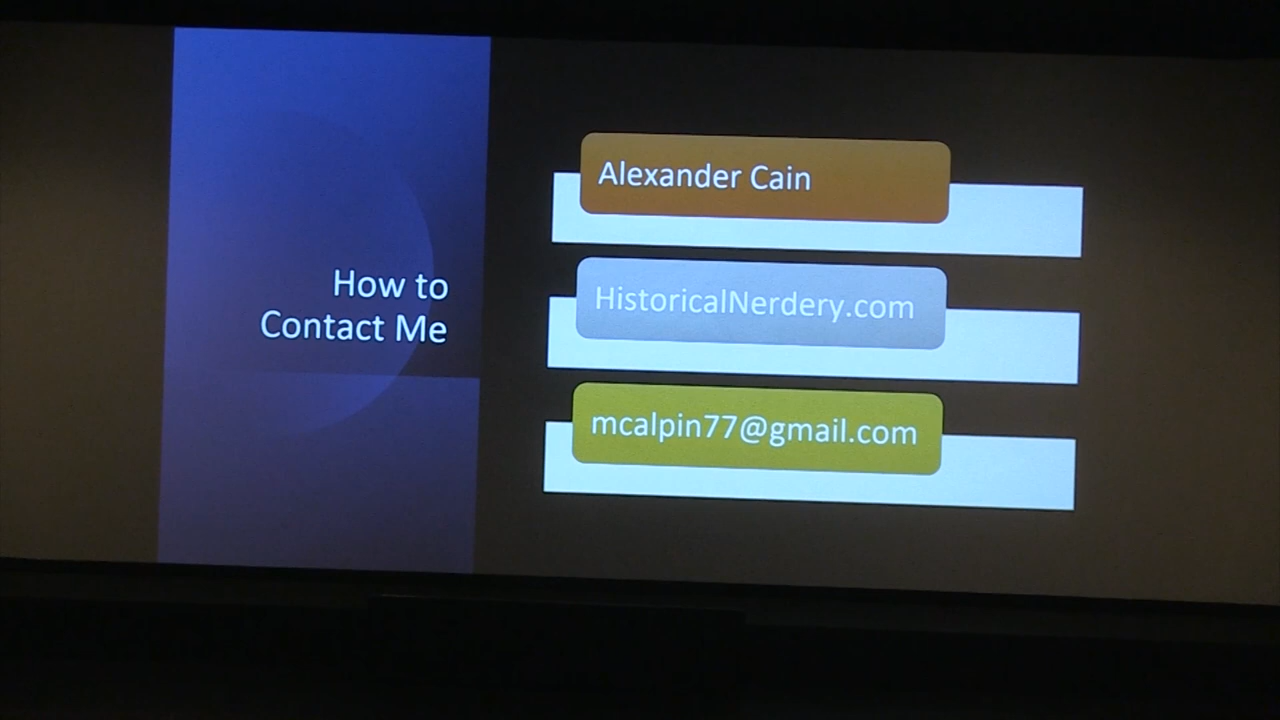 How to
Contact Me
Alexander Cain
HistoricalNerdery.com
mcalpin77@gmail.com